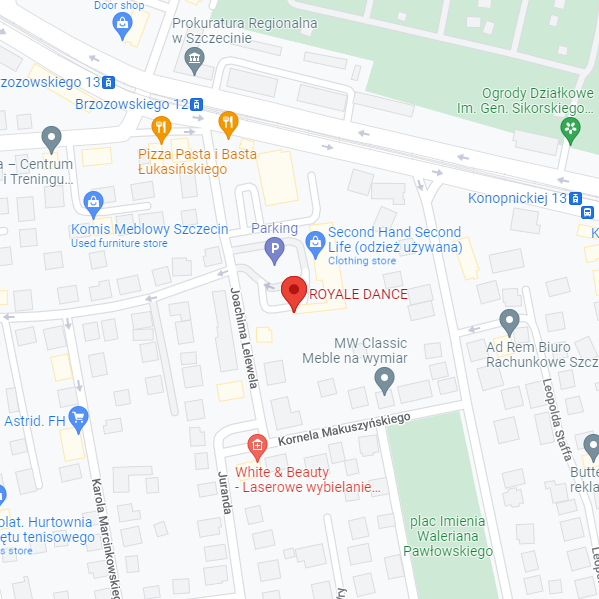 Door shop
Prokuratura Regionalna
w Szczecinie
rzozowskiego 13
Brzozowskiego 12
Ogrody Działkowe
Im. Gen. Sikorskiego...
Pizza Pasta i Basta
Łukasińskiego
a – Centrum
i Treningu...
Konopnickiej 13
Komis Meblowy Szczecin
Used furniture store
Parking
P
Second Hand Second
Life (odzież używana)
Clothing store
K
ROYALE DANCE
Joachima Lelewela
MW Classic
Meble na wymiar
Ad Rem Biuro
Rachunkowe Szcz
Leopolda Staffa
Astrid. FH
Kornela Makuszyńskiego
White & Beauty
- Laserowe wybielanie...
Juranda
Karola Marcinkowskiego
Butte
rekla
olat. Hurtownia
ętu tenisowego
s store
plac Imienia
Waleriana
Pawłowskiego
Leopo